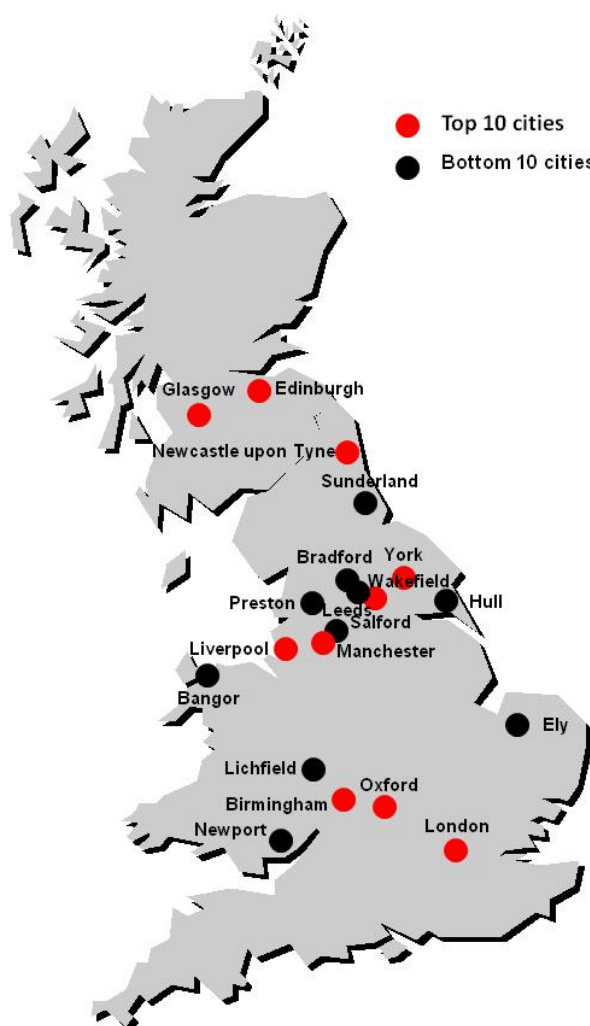 Top 10 cities
Bottom 10 cities
Glasgow
Edinburgh
Newcastle upon Tyne
Sunderland
Bradford
York
Wakefield
Preston
Leeds
Hull
Salford
Liverpool
Manchester
Bangor
Ely
Lichfield
Oxford
Birmingham
Newport
London